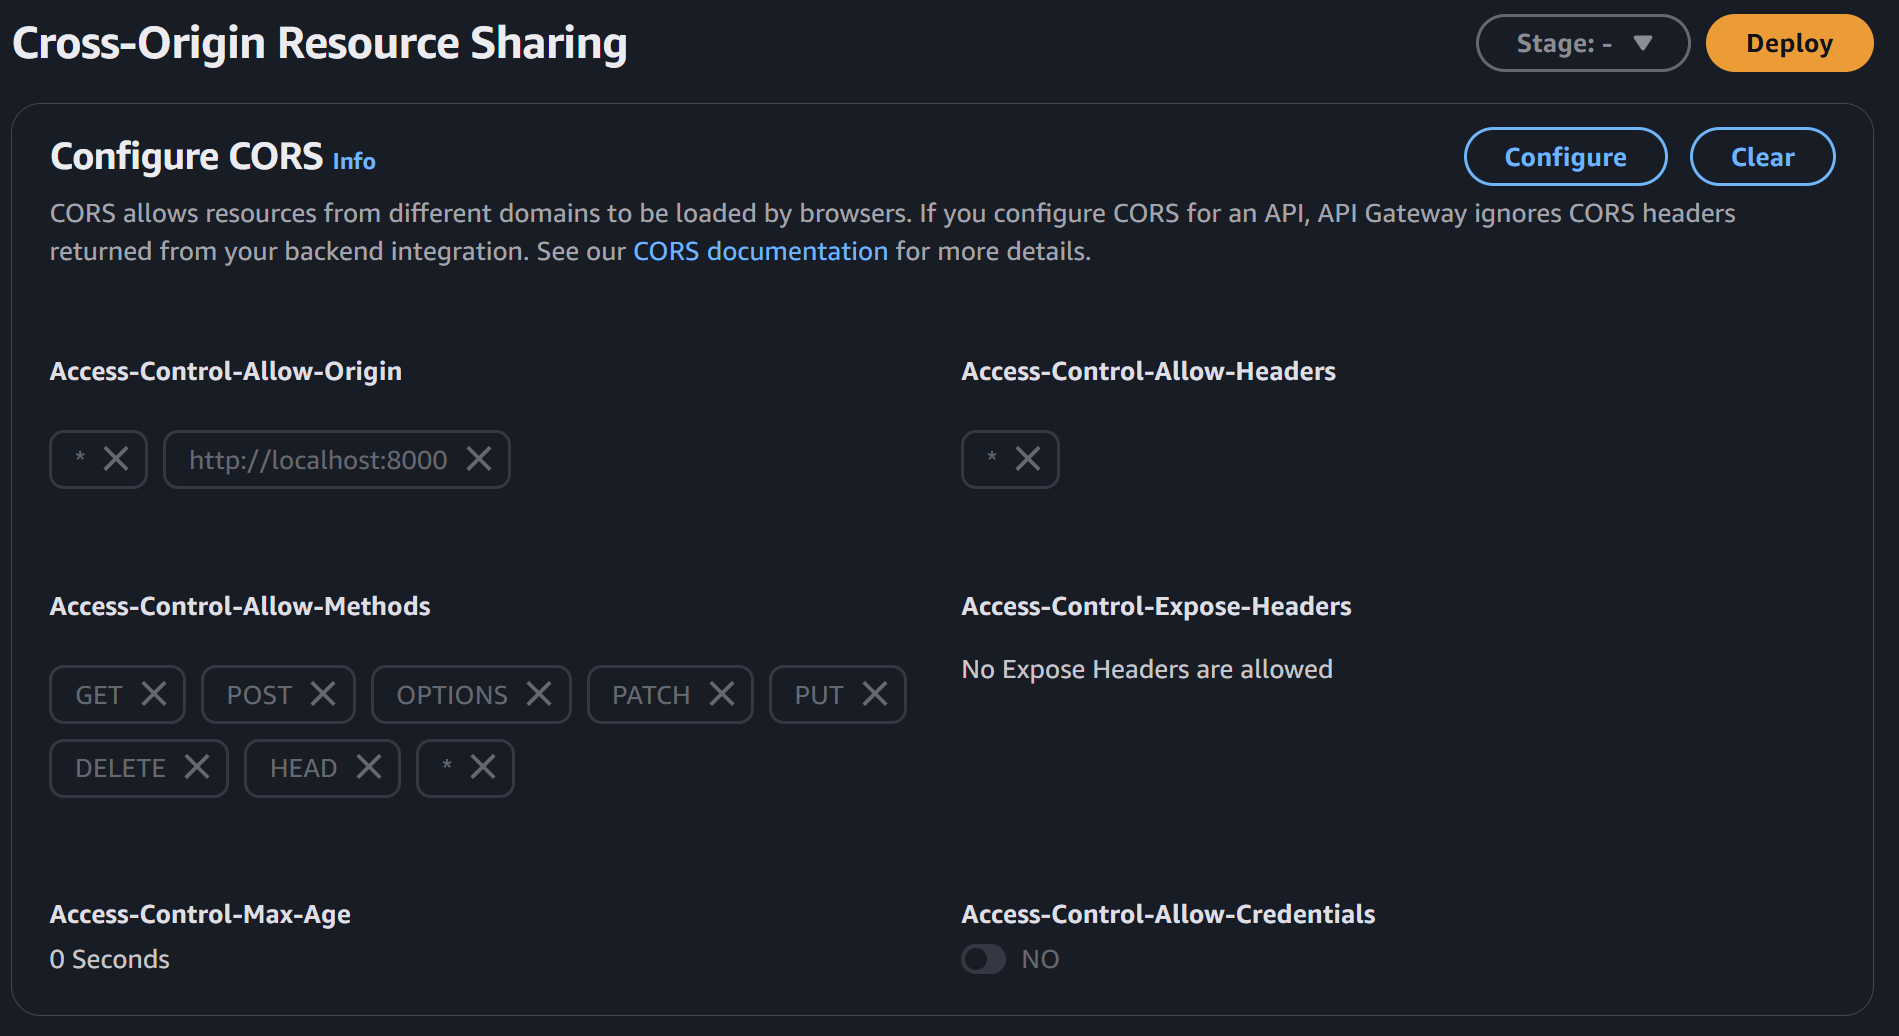 Cross-Origin Resource Sharing
Stage: -
Deploy
Configure CORS Info
Configure
Clear
CORS allows resources from different domains to be loaded by browsers. If you configure CORS for an API, API Gateway ignores CORS headers
returned from your backend integration. See our CORS documentation for more details.
Access-Control-Allow-Origin
* http://localhost:8000
Access-Control-Allow-Headers
*
Access-Control-Allow-Methods
GET POST OPTIONS PATCH PUT
DELETE HEAD *
Access-Control-Expose-Headers
No Expose Headers are allowed
Access-Control-Max-Age
0 Seconds
Access-Control-Allow-Credentials
NO